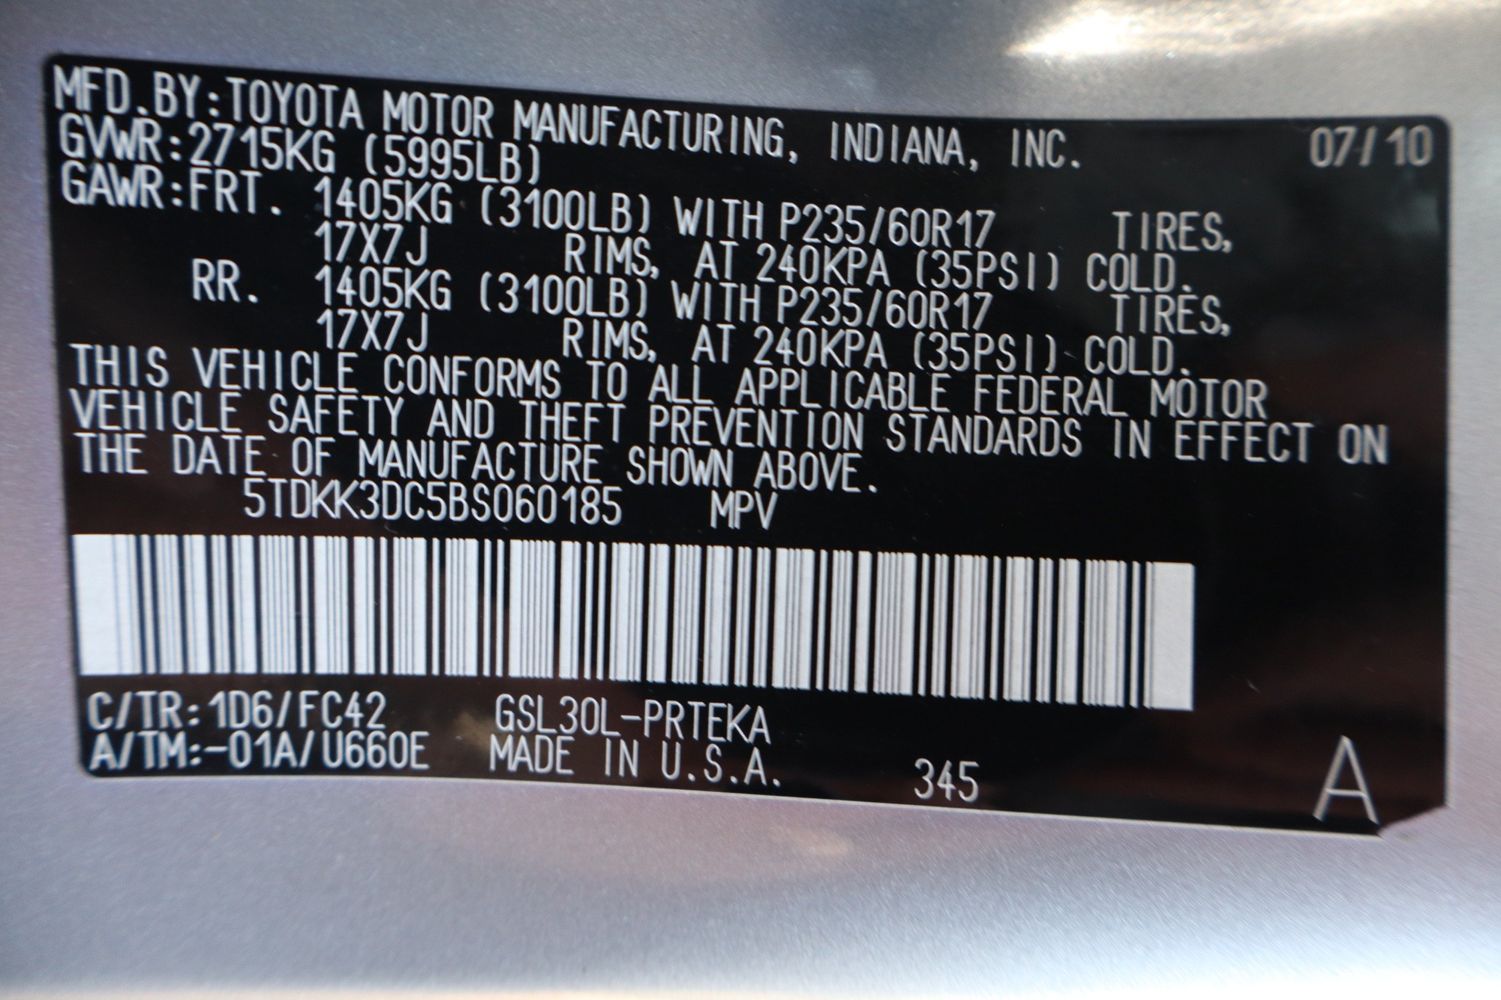 MFD.BY:TOYOTA MOTOR MANUFACTURING, INDIANA, INC. 07/10
GVWR:2715KG (5995LB)
GAWR:FRT. 1405KG (3100LB) WITH P235/60R17 TIRES,
17X7J RIMS, AT 240KPA (35PSI) COLD.
RR. 1405KG (3100LB) WITH P235/60R17 TIRES,
17X7J RIMS, AT 240KPA (35PSI) COLD.
THIS VEHICLE CONFORMS TO ALL APPLICABLE FEDERAL MOTOR
VEHICLE SAFETY AND THEFT PREVENTION STANDARDS IN EFFECT ON
THE DATE OF MANUFACTURE SHOWN ABOVE.
5TDKK3DC5BS060185 MPV
C/TR:1D6/FC42 GSL30L-PRTEKA
A/TM:-01A/U660E MADE IN U.S.A. 345 A